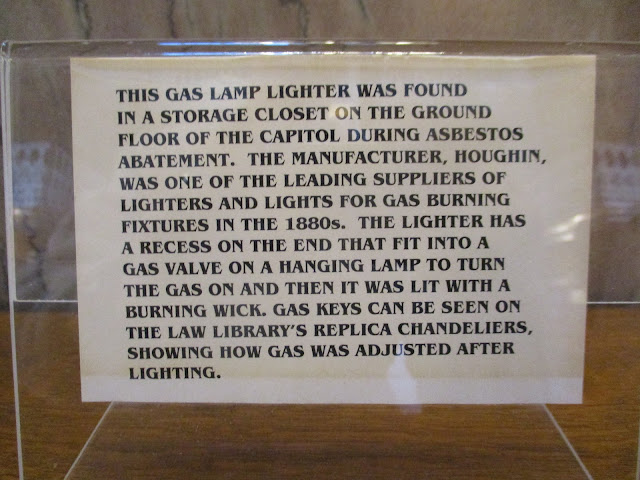 THIS GAS LAMP LIGHTER WAS FOUND
IN A STORAGE CLOSET ON THE GROUND
FLOOR OF THE CAPITOL DURING ASBESTOS
ABATEMENT. THE MANUFACTURER, HOUGHIN,
WAS ONE OF THE LEADING SUPPLIERS OF
LIGHTERS AND LIGHTS FOR GAS BURNING
FIXTURES IN THE 1880s. THE LIGHTER HAS
A RECESS ON THE END THAT FIT INTO A
GAS VALVE ON A HANGING LAMP TO TURN
THE GAS ON AND THEN IT WAS LIT WITH A
BURNING WICK. GAS KEYS CAN BE SEEN ON
THE LAW LIBRARY'S REPLICA CHANDELIERS,
SHOWING HOW GAS WAS ADJUSTED AFTER
LIGHTING.